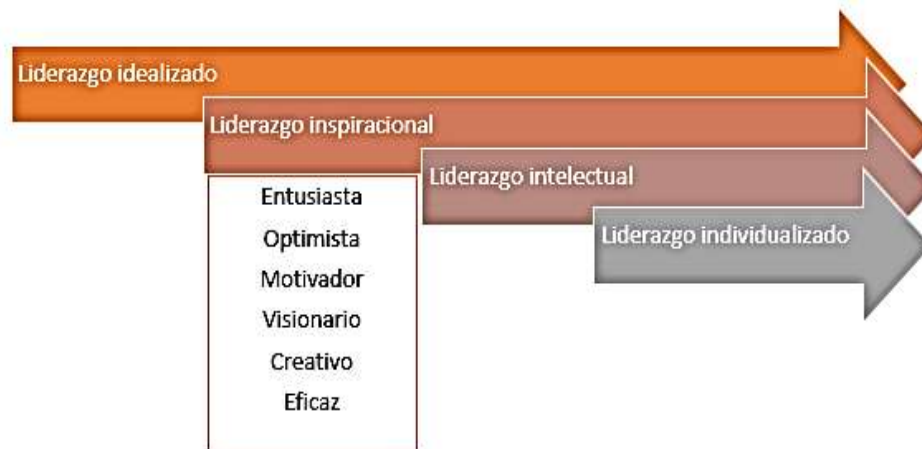 Liderazgo idealizado
Liderazgo inspiracional
Liderazgo intelectual
Liderazgo individualizado
Entusiasta
Optimista
Motivador
Visionario
Creativo
Eficaz